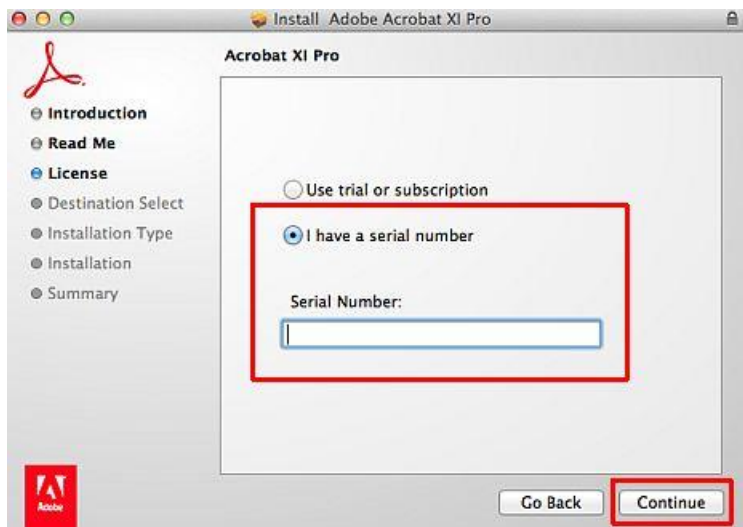 Install Adobe Acrobat XI Pro
Acrobat XI Pro
Introduction
Read Me
License
Destination Select
Installation Type
Installation
Summary
Use trial or subscription
I have a serial number
Serial Number:
Adobe
Go Back
Continue